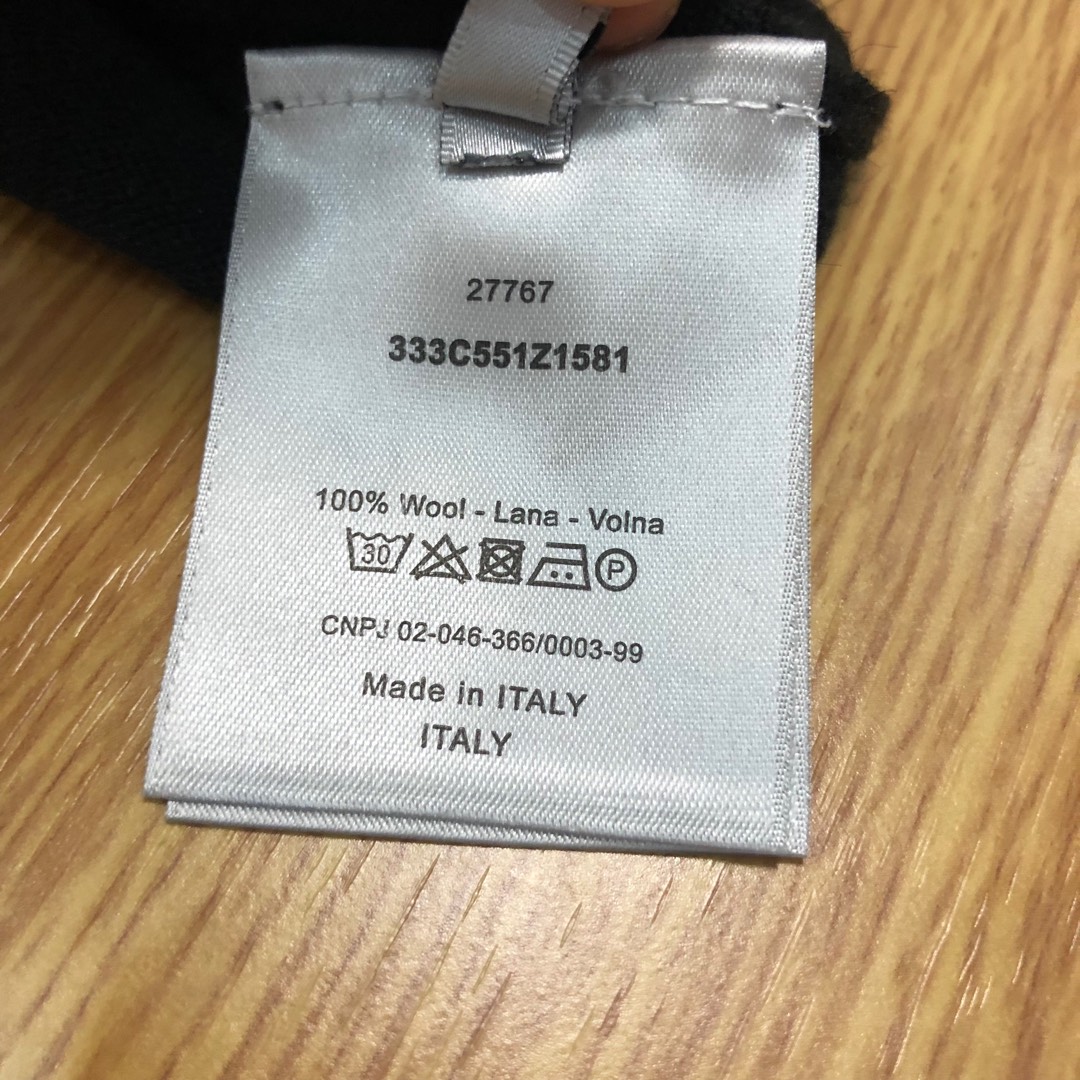 27767
333C551Z1581
100% Wool - Lana - Volna
30 P
CNPJ 02-046-366/0003-99
Made in ITALY
ITALY